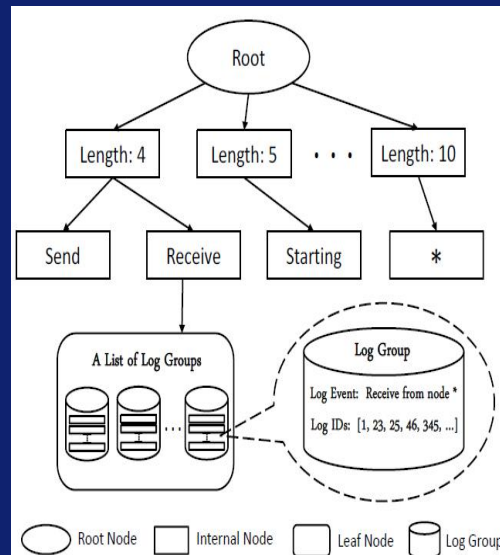 Root
Length: 4
Length: 5
. . .
Length: 10
Send
Receive
Starting
*
A List of Log Groups
...
Log Group
Log Event: Receive from node *
Log IDs: [1, 23, 25, 46, 345, ...]
Root Node
Internal Node
Leaf Node
Log Group